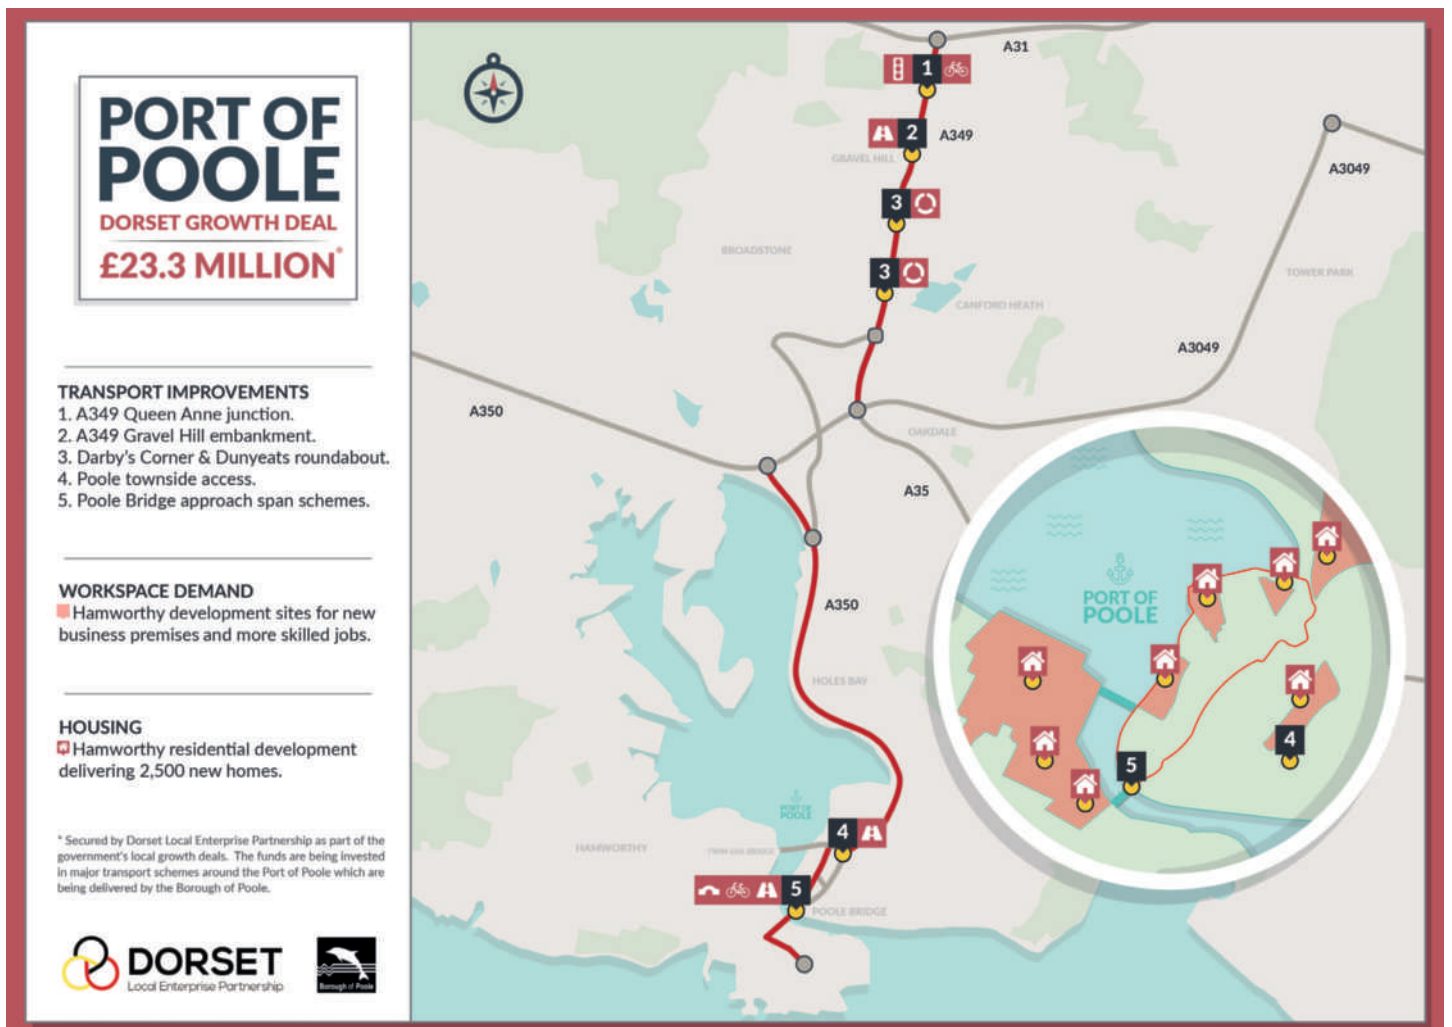 PORT OF
POOLE
DORSET GROWTH DEAL
£23.3 MILLION*
TRANSPORT IMPROVEMENTS
1. A349 Queen Anne junction.
2. A349 Gravel Hill embankment.
3. Darby's Corner & Dunyeats roundabout.
4. Poole townside access.
5. Poole Bridge approach span schemes.
WORKSPACE DEMAND
Hamworthy development sites for new
business premises and more skilled jobs.
HOUSING
Hamworthy residential development
delivering 2,500 new homes.
* Secured by Dorset Local Enterprise Partnership as part of the
government's local growth deals. The funds are being invested
in major transport schemes around the Port of Poole which are
being delivered by the Borough of Poole.
DORSET
Local Enterprise Partnership
Borough of Poole
A31
1
2
A349
GRAVEL HILL
A3049
3
BROADSTONE
3
TOWER PARK
CANFORD HEATH
A3049
A350
OAKDALE
A35
A350
HOLES BAY
PORT OF
POOLE
4
HAMWORTHY
TWIN SAILS BRIDGE
5
POOLE BRIDGE
PORT OF
POOLE
4
5